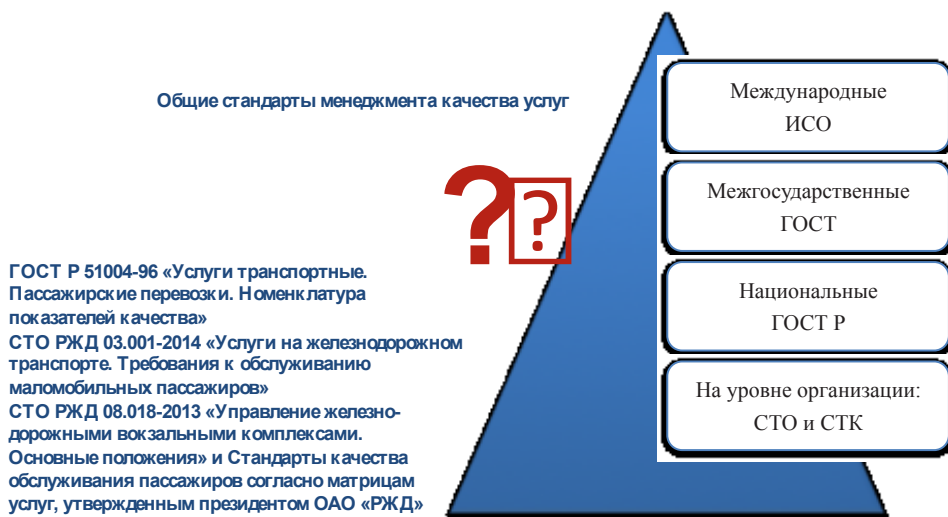 Общие стандарты менеджмента качества услуг
??
ГОСТ Р 51004-96 «Услуги транспортные.
Пассажирские перевозки. Номенклатура
показателей качества»
СТО РЖД 03.001-2014 «Услуги на железнодорожном
транспорте. Требования к обслуживанию
маломобильных пассажиров»
СТО РЖД 08.018-2013 «Управление железно-
дорожными вокзальными комплексами.
Основные положения» и Стандарты качества
обслуживания пассажиров согласно матрицам
услуг, утвержденным президентом ОАО «РЖД»
Международные
ИСО
Межгосударственные
ГОСТ
Национальные
ГОСТ Р
На уровне организации:
СТО и СТК